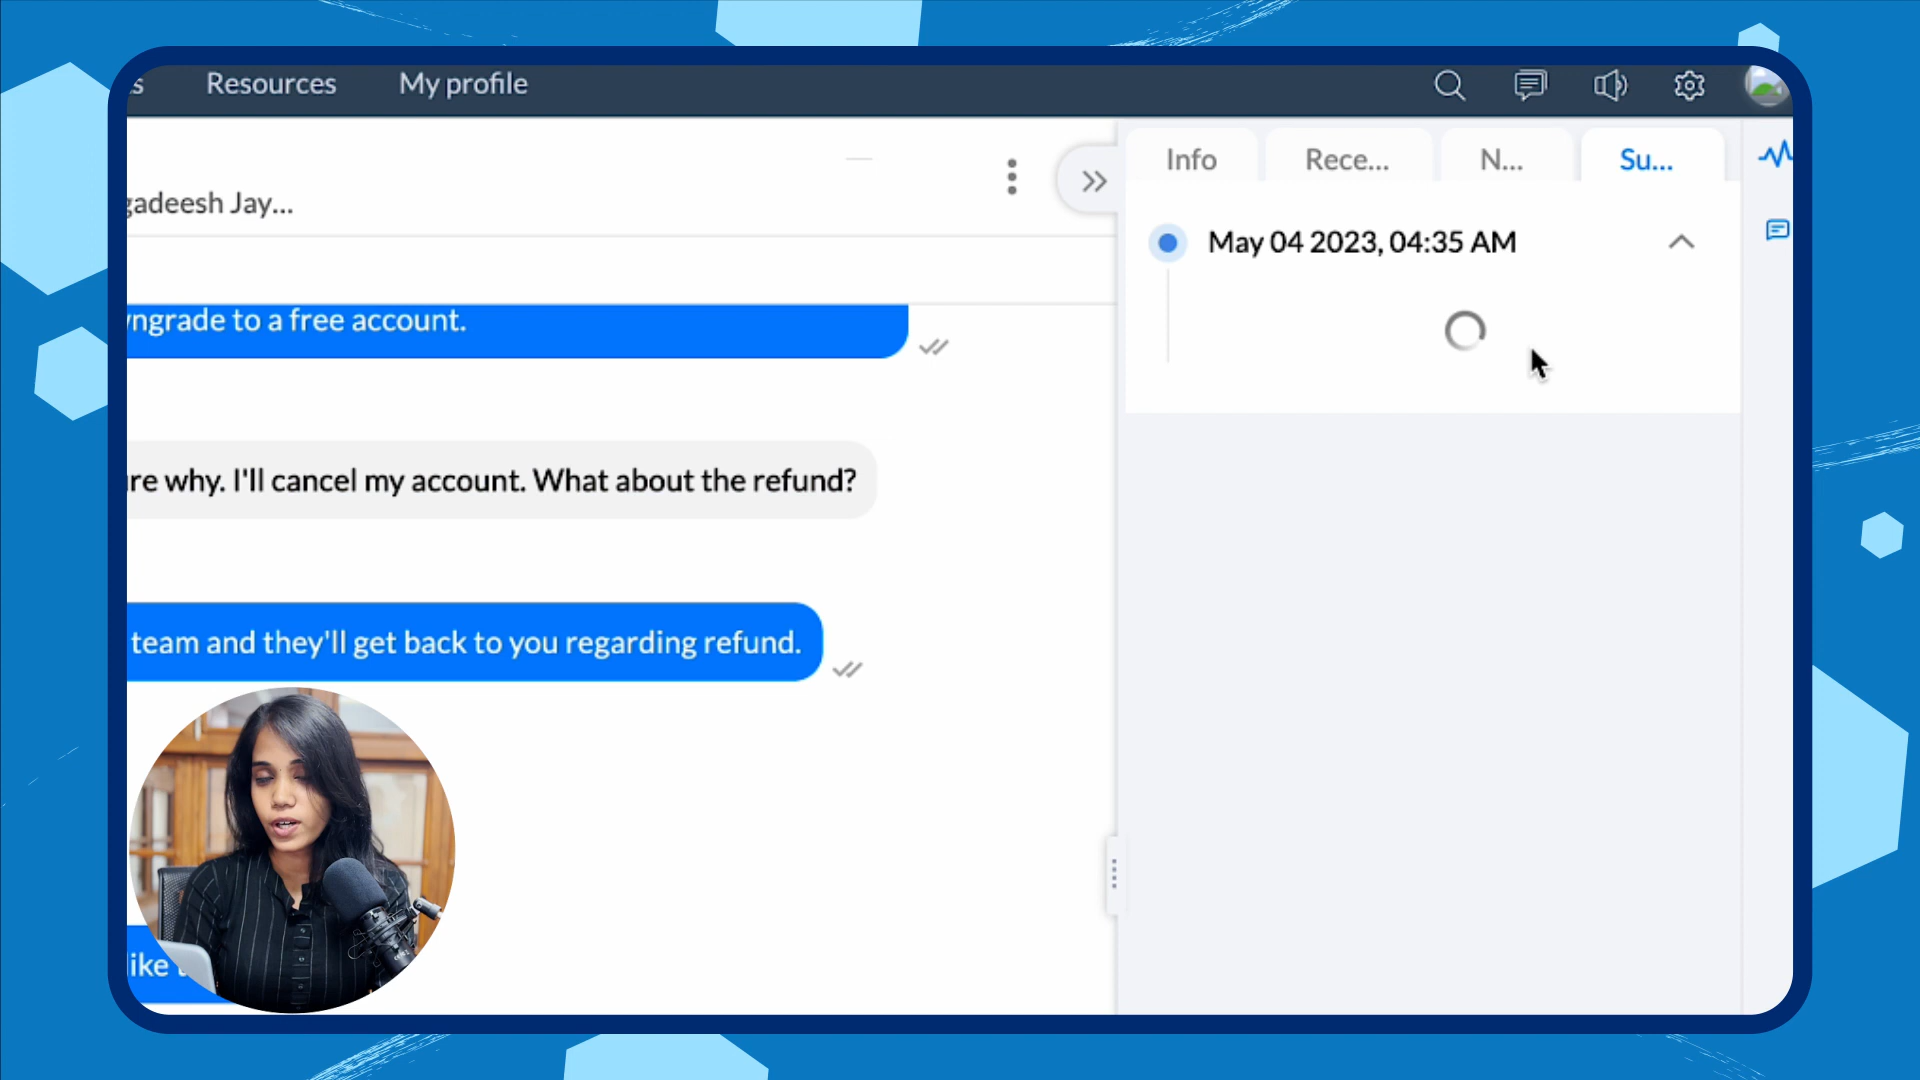 Resources My profile
Info Rece... N... Su...
gadeesh Jay...
May 04 2023, 04:35 AM
ngrade to a free account.
re why. I'll cancel my account. What about the refund?
team and they'll get back to you regarding refund.
ike